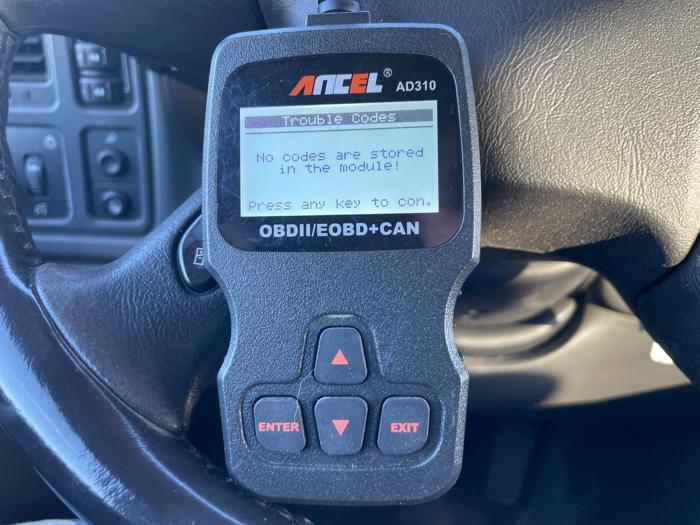 ANCEL®
AD310
Trouble Codes
No codes are stored
in the module!
Press any key to con.
OBDII/EOBD+CAN
ENTER
EXIT